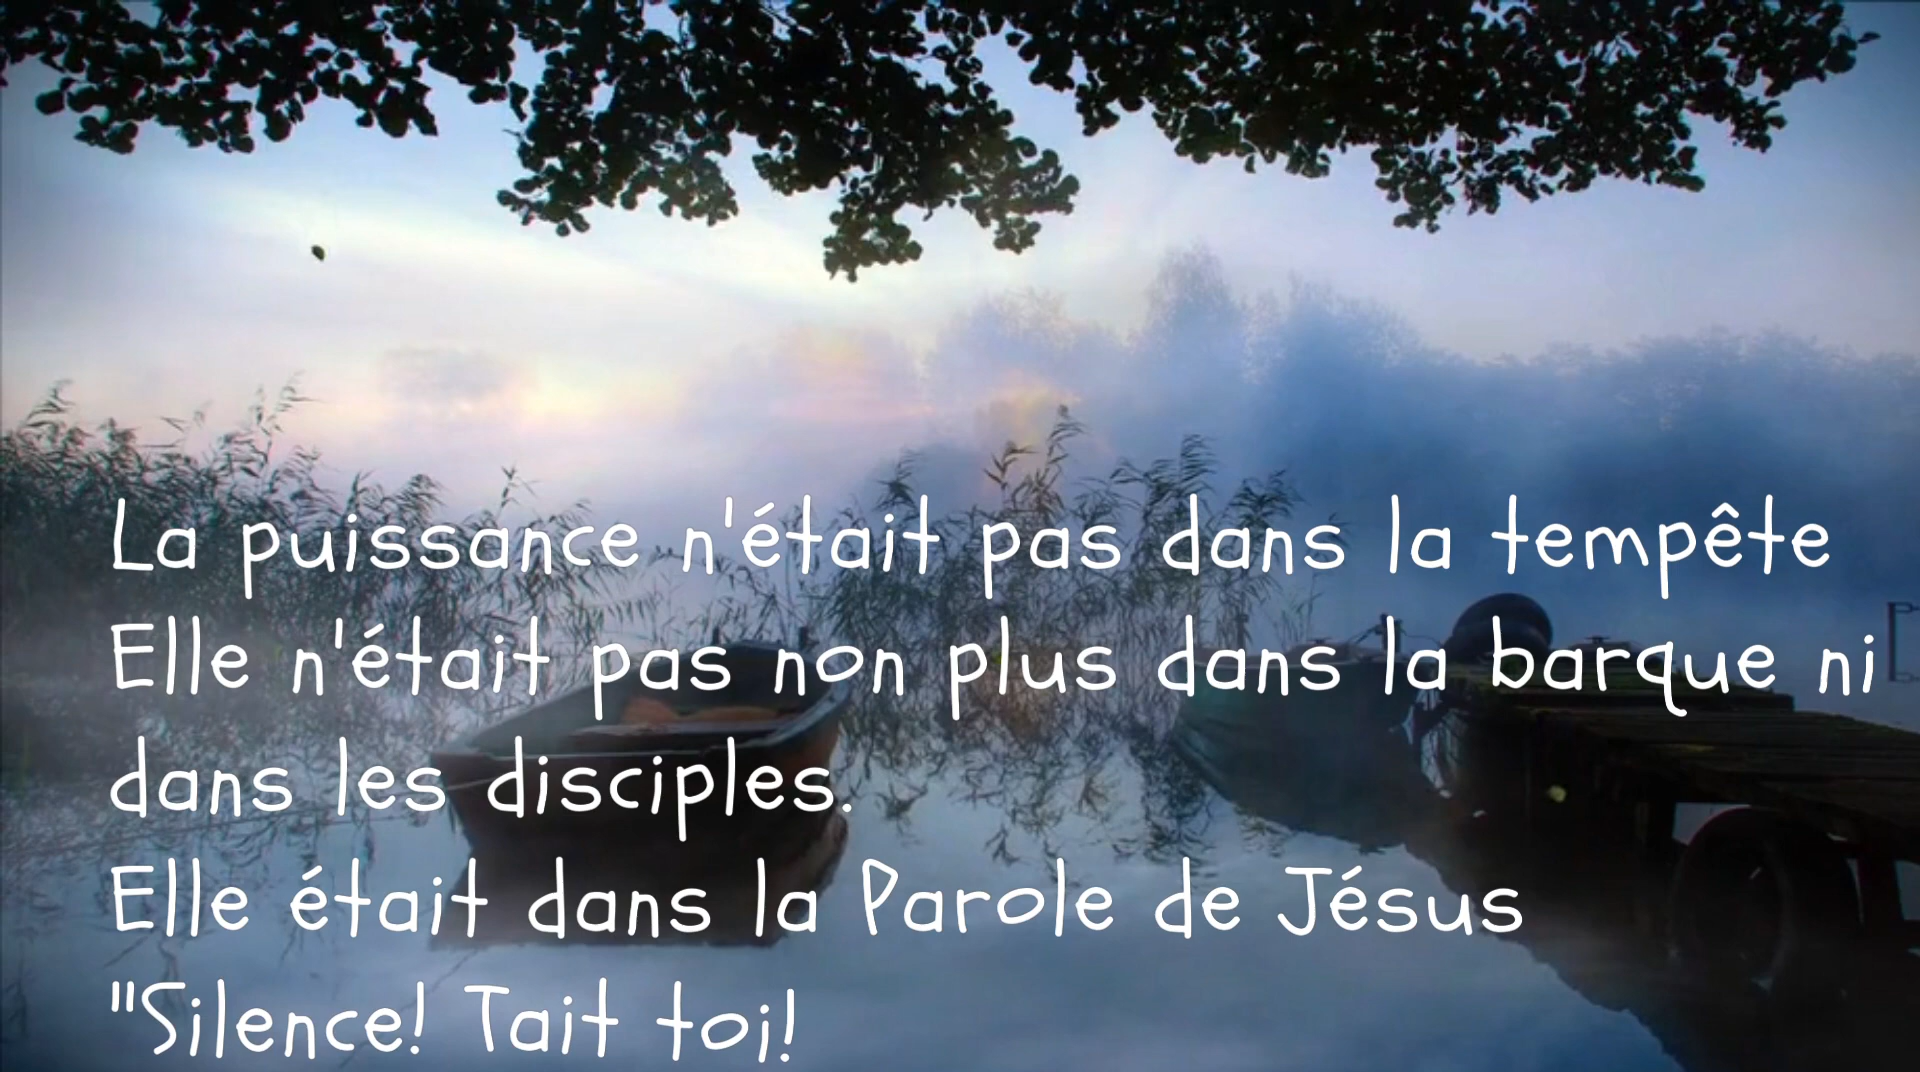 La puissance n'était pas dans la tempête
Elle n'était pas non plus dans la barque ni
dans les disciples.
Elle était dans la Parole de Jésus
"Silence! Tait toi!